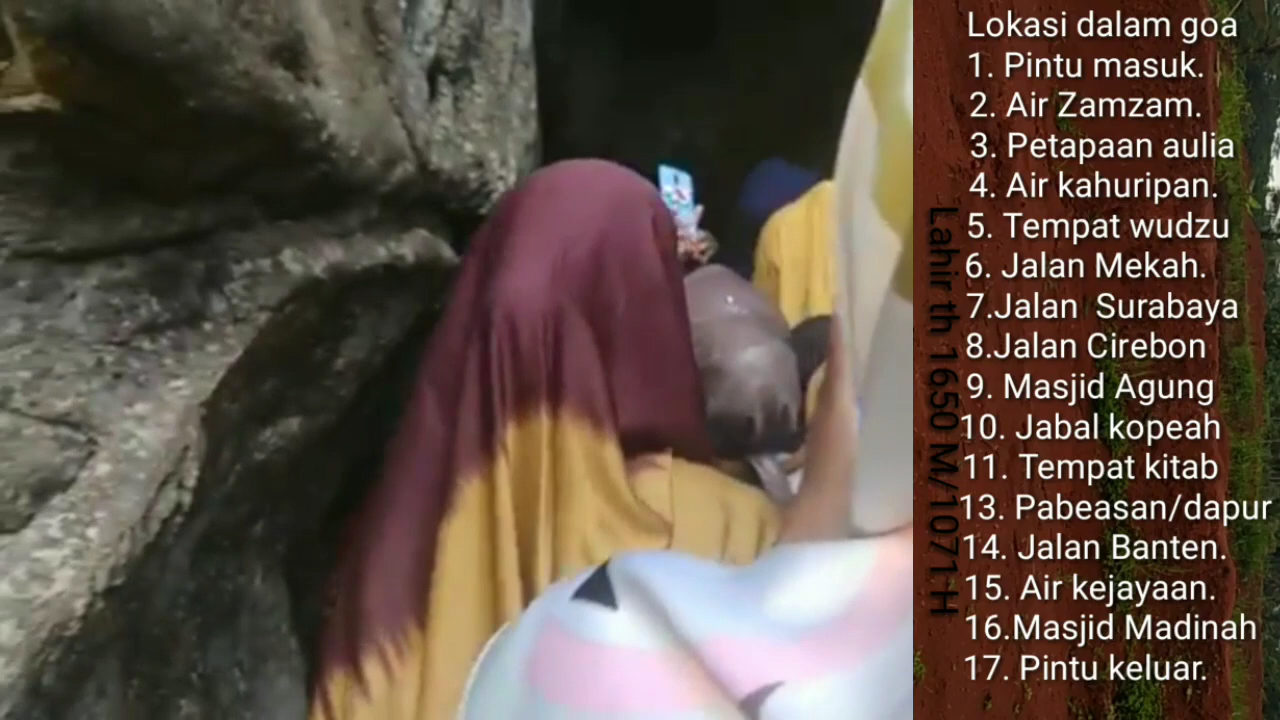 Lokasi dalam goa
1. Pintu masuk.
2. Air Zamzam.
3. Petapaan aulia
4. Air kahuripan.
5. Tempat wudzu
6. Jalan Mekah.
7.Jalan Surabaya
8.Jalan Cirebon
9. Masjid Agung
10. Jabal kopeah
11. Tempat kitab
13. Pabeasan/dapur
14. Jalan Banten.
15. Air kejayaan.
16.Masjid Madinah
17. Pintu keluar.
Lahir th 1650 M/1071 H